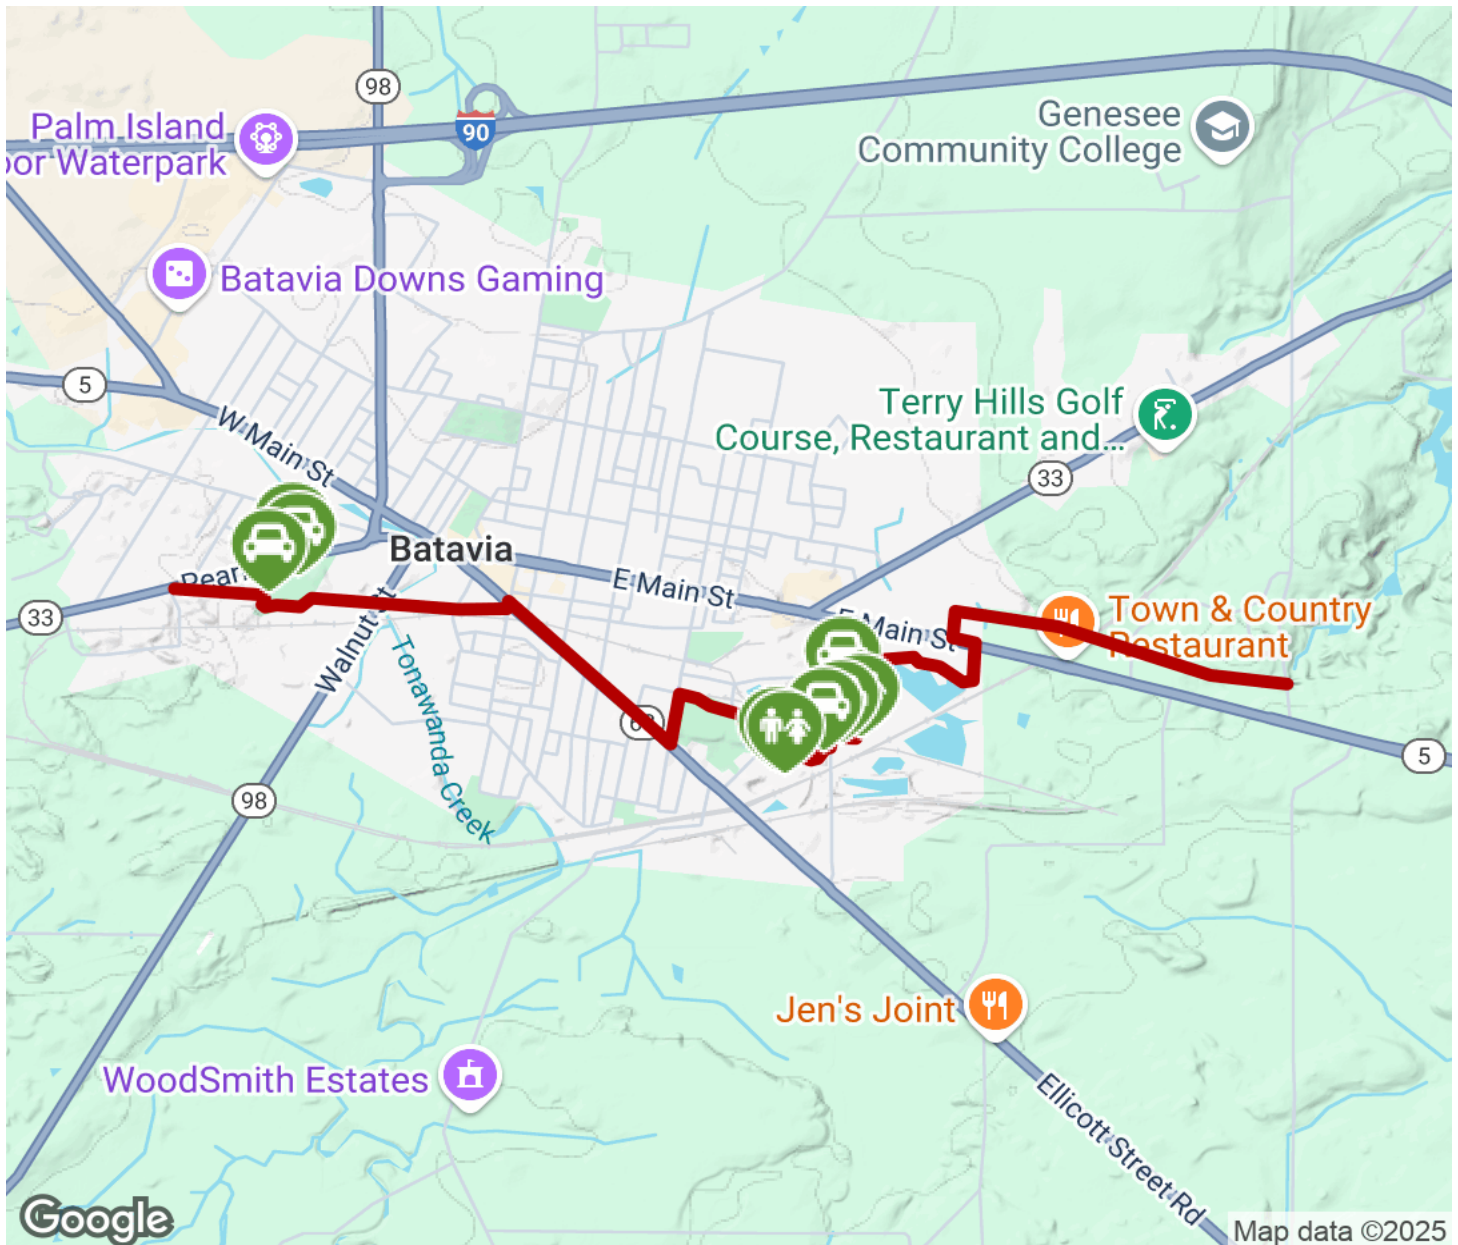 98
90
Palm Island
oor Waterpark
Genesee
Community College
Batavia Downs Gaming
5
W Main St
Terry Hills Golf
Course, Restaurant and...
33
Batavia
E Main St
33
E Main St
Town & Country
Restaurant
Walnut St
Tonawanda Creek
5
98
Jen's Joint
WoodSmith Estates
Ellicott Street Rd
Google
Map data ©2025